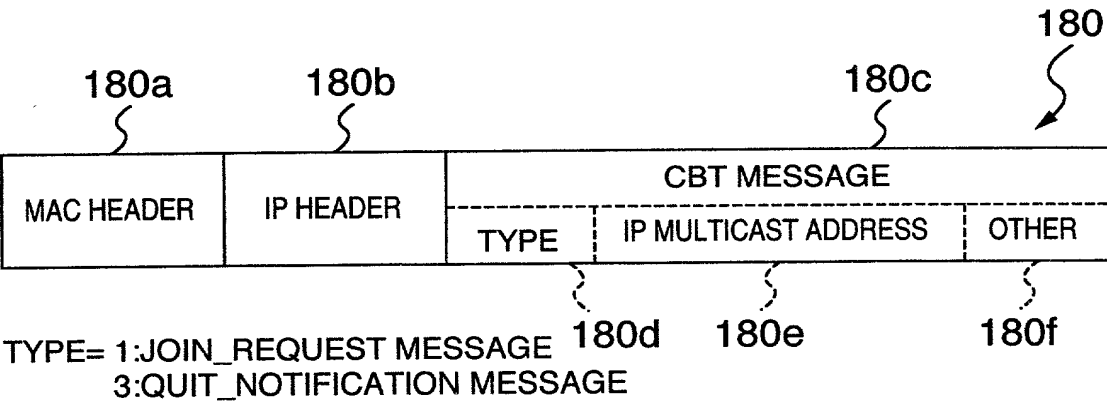 180
180a 180b 180c
MAC HEADER IP HEADER CBT MESSAGE
TYPE IP MULTICAST ADDRESS OTHER
180d 180e 180f
TYPE= 1:JOIN_REQUEST MESSAGE
3:QUIT_NOTIFICATION MESSAGE